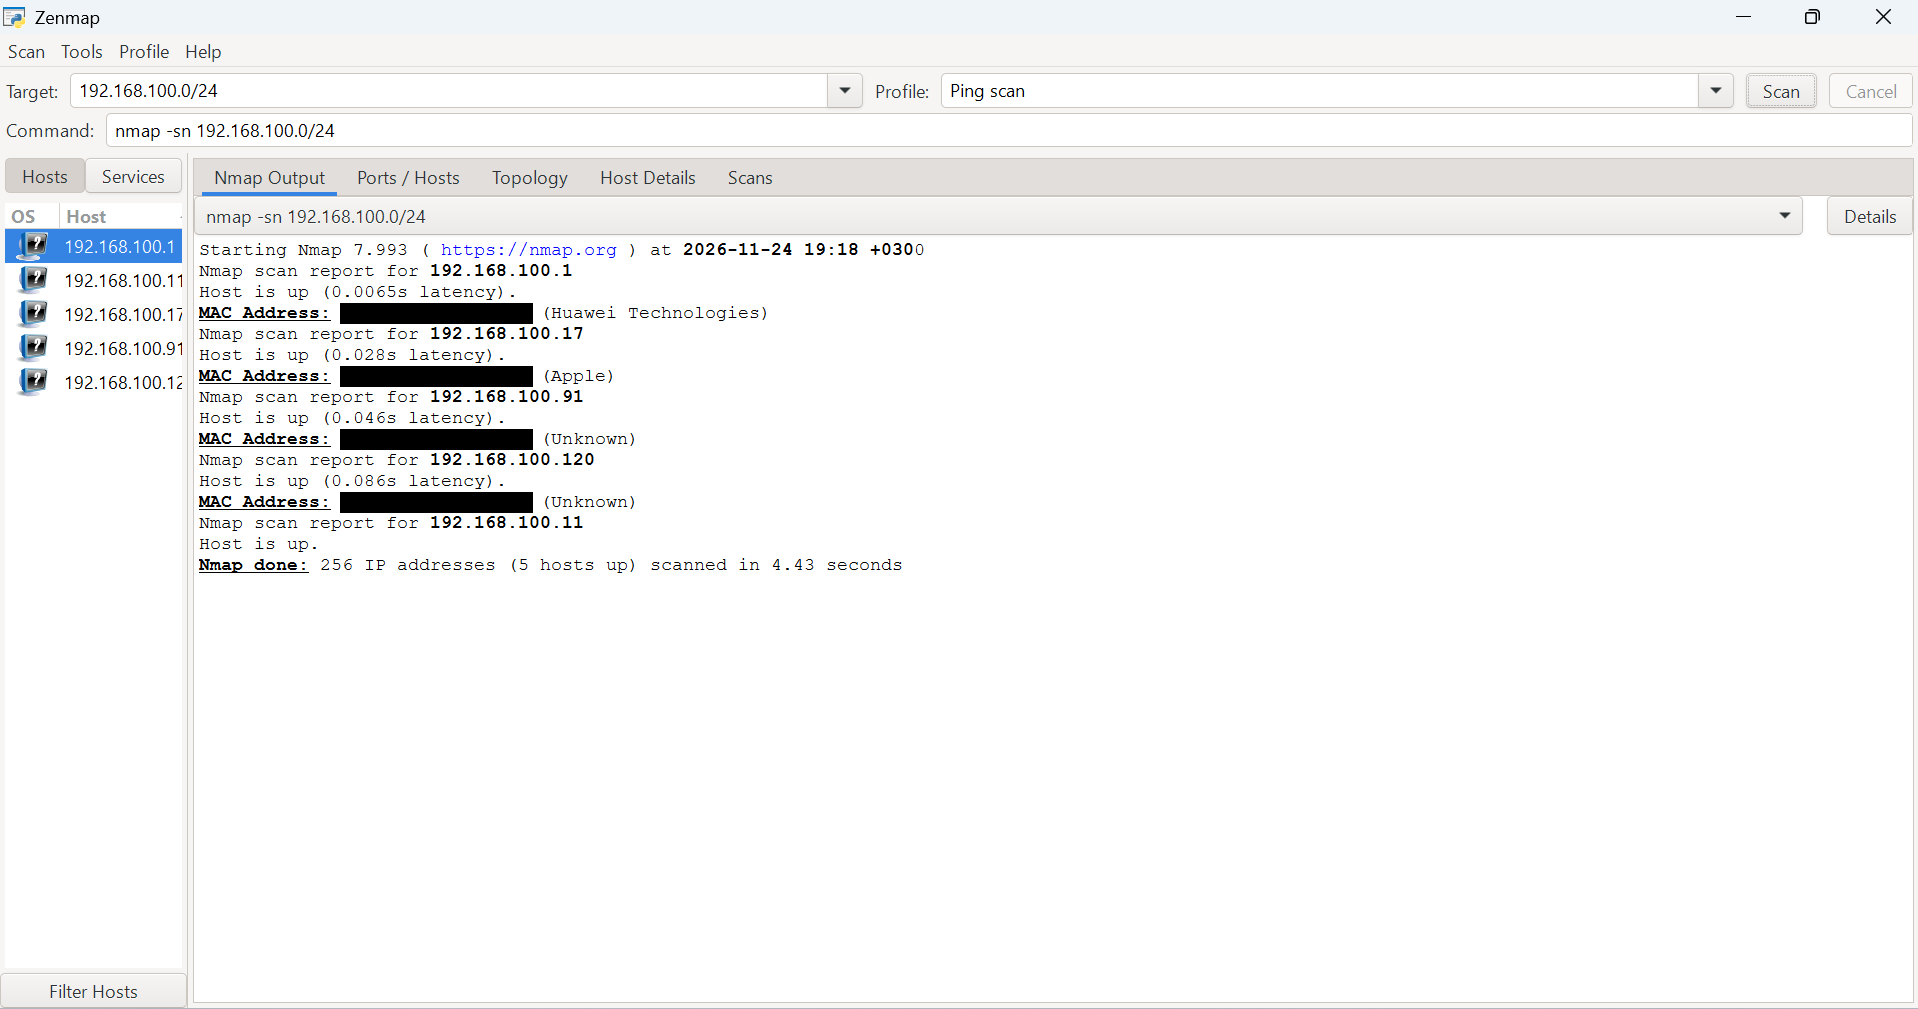 Zenmap
Scan Tools Profile Help
Target: 192.168.100.0/24 Profile: Ping scan Scan Cancel
Command: nmap -sn 192.168.100.0/24
Hosts Services
OS Host
192.168.100.1
192.168.100.11
192.168.100.17
192.168.100.91
192.168.100.12
Filter Hosts
Nmap Output Ports / Hosts Topology Host Details Scans
nmap -sn 192.168.100.0/24 Details
Starting Nmap 7.993 ( https://nmap.org ) at 2026-11-24 19:18 +0300
Nmap scan report for 192.168.100.1
Host is up (0.0065s latency).
MAC Address: (Huawei Technologies)
Nmap scan report for 192.168.100.17
Host is up (0.028s latency).
MAC Address: (Apple)
Nmap scan report for 192.168.100.91
Host is up (0.046s latency).
MAC Address: (Unknown)
Nmap scan report for 192.168.100.120
Host is up (0.086s latency).
MAC Address: (Unknown)
Nmap scan report for 192.168.100.11
Host is up.
Nmap done: 256 IP addresses (5 hosts up) scanned in 4.43 seconds